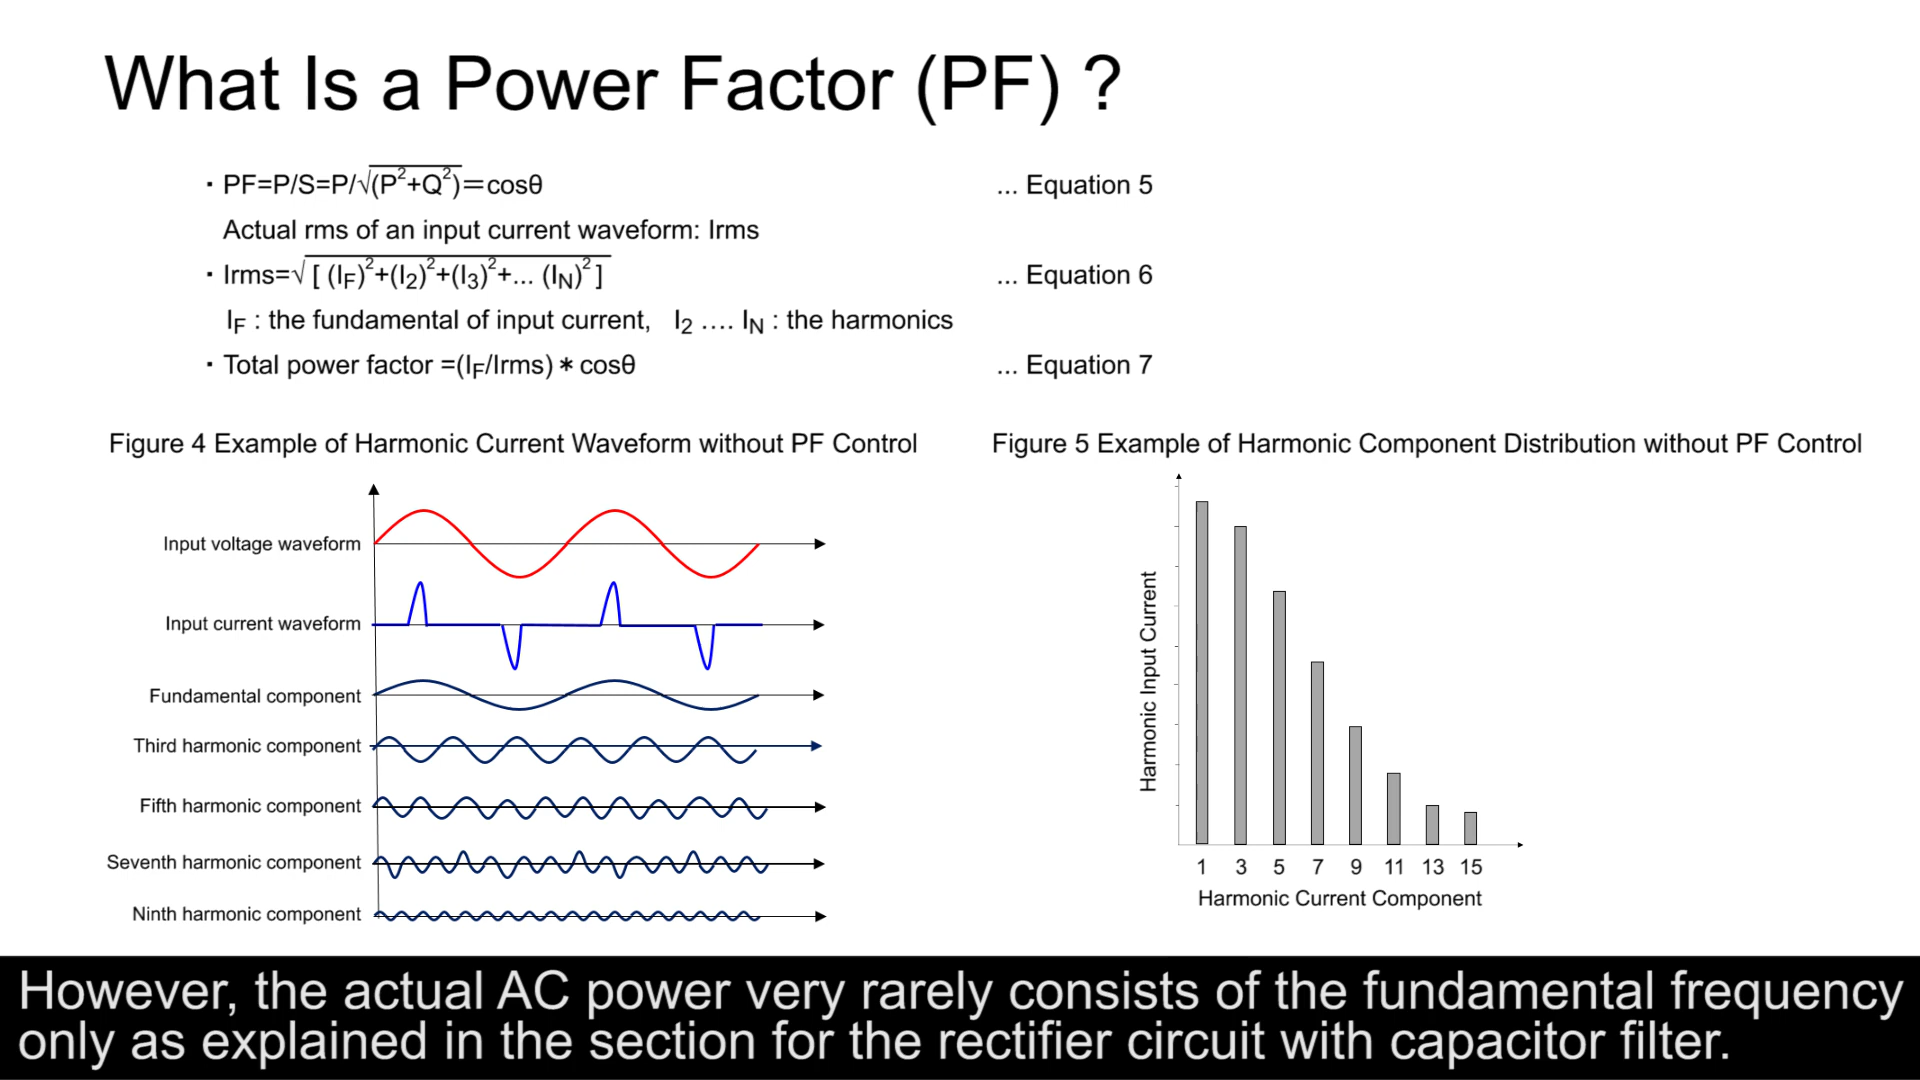 What Is a Power Factor (PF) ?
・PF=P/S=P/√(P²+Q²)=cosθ ... Equation 5
Actual rms of an input current waveform: Irms
・Irms=√[ (I_F)²+(I₂)²+(I₃)²+... (I_N)² ] ... Equation 6
I_F : the fundamental of input current, I₂ .... I_N : the harmonics
・Total power factor =(I_F/Irms)＊cosθ ... Equation 7
Figure 4 Example of Harmonic Current Waveform without PF Control
Input voltage waveform
Input current waveform
Fundamental component
Third harmonic component
Fifth harmonic component
Seventh harmonic component
Ninth harmonic component
Figure 5 Example of Harmonic Component Distribution without PF Control
Harmonic Input Current
1 3 5 7 9 11 13 15
Harmonic Current Component
However, the actual AC power very rarely consists of the fundamental frequency
only as explained in the section for the rectifier circuit with capacitor filter.